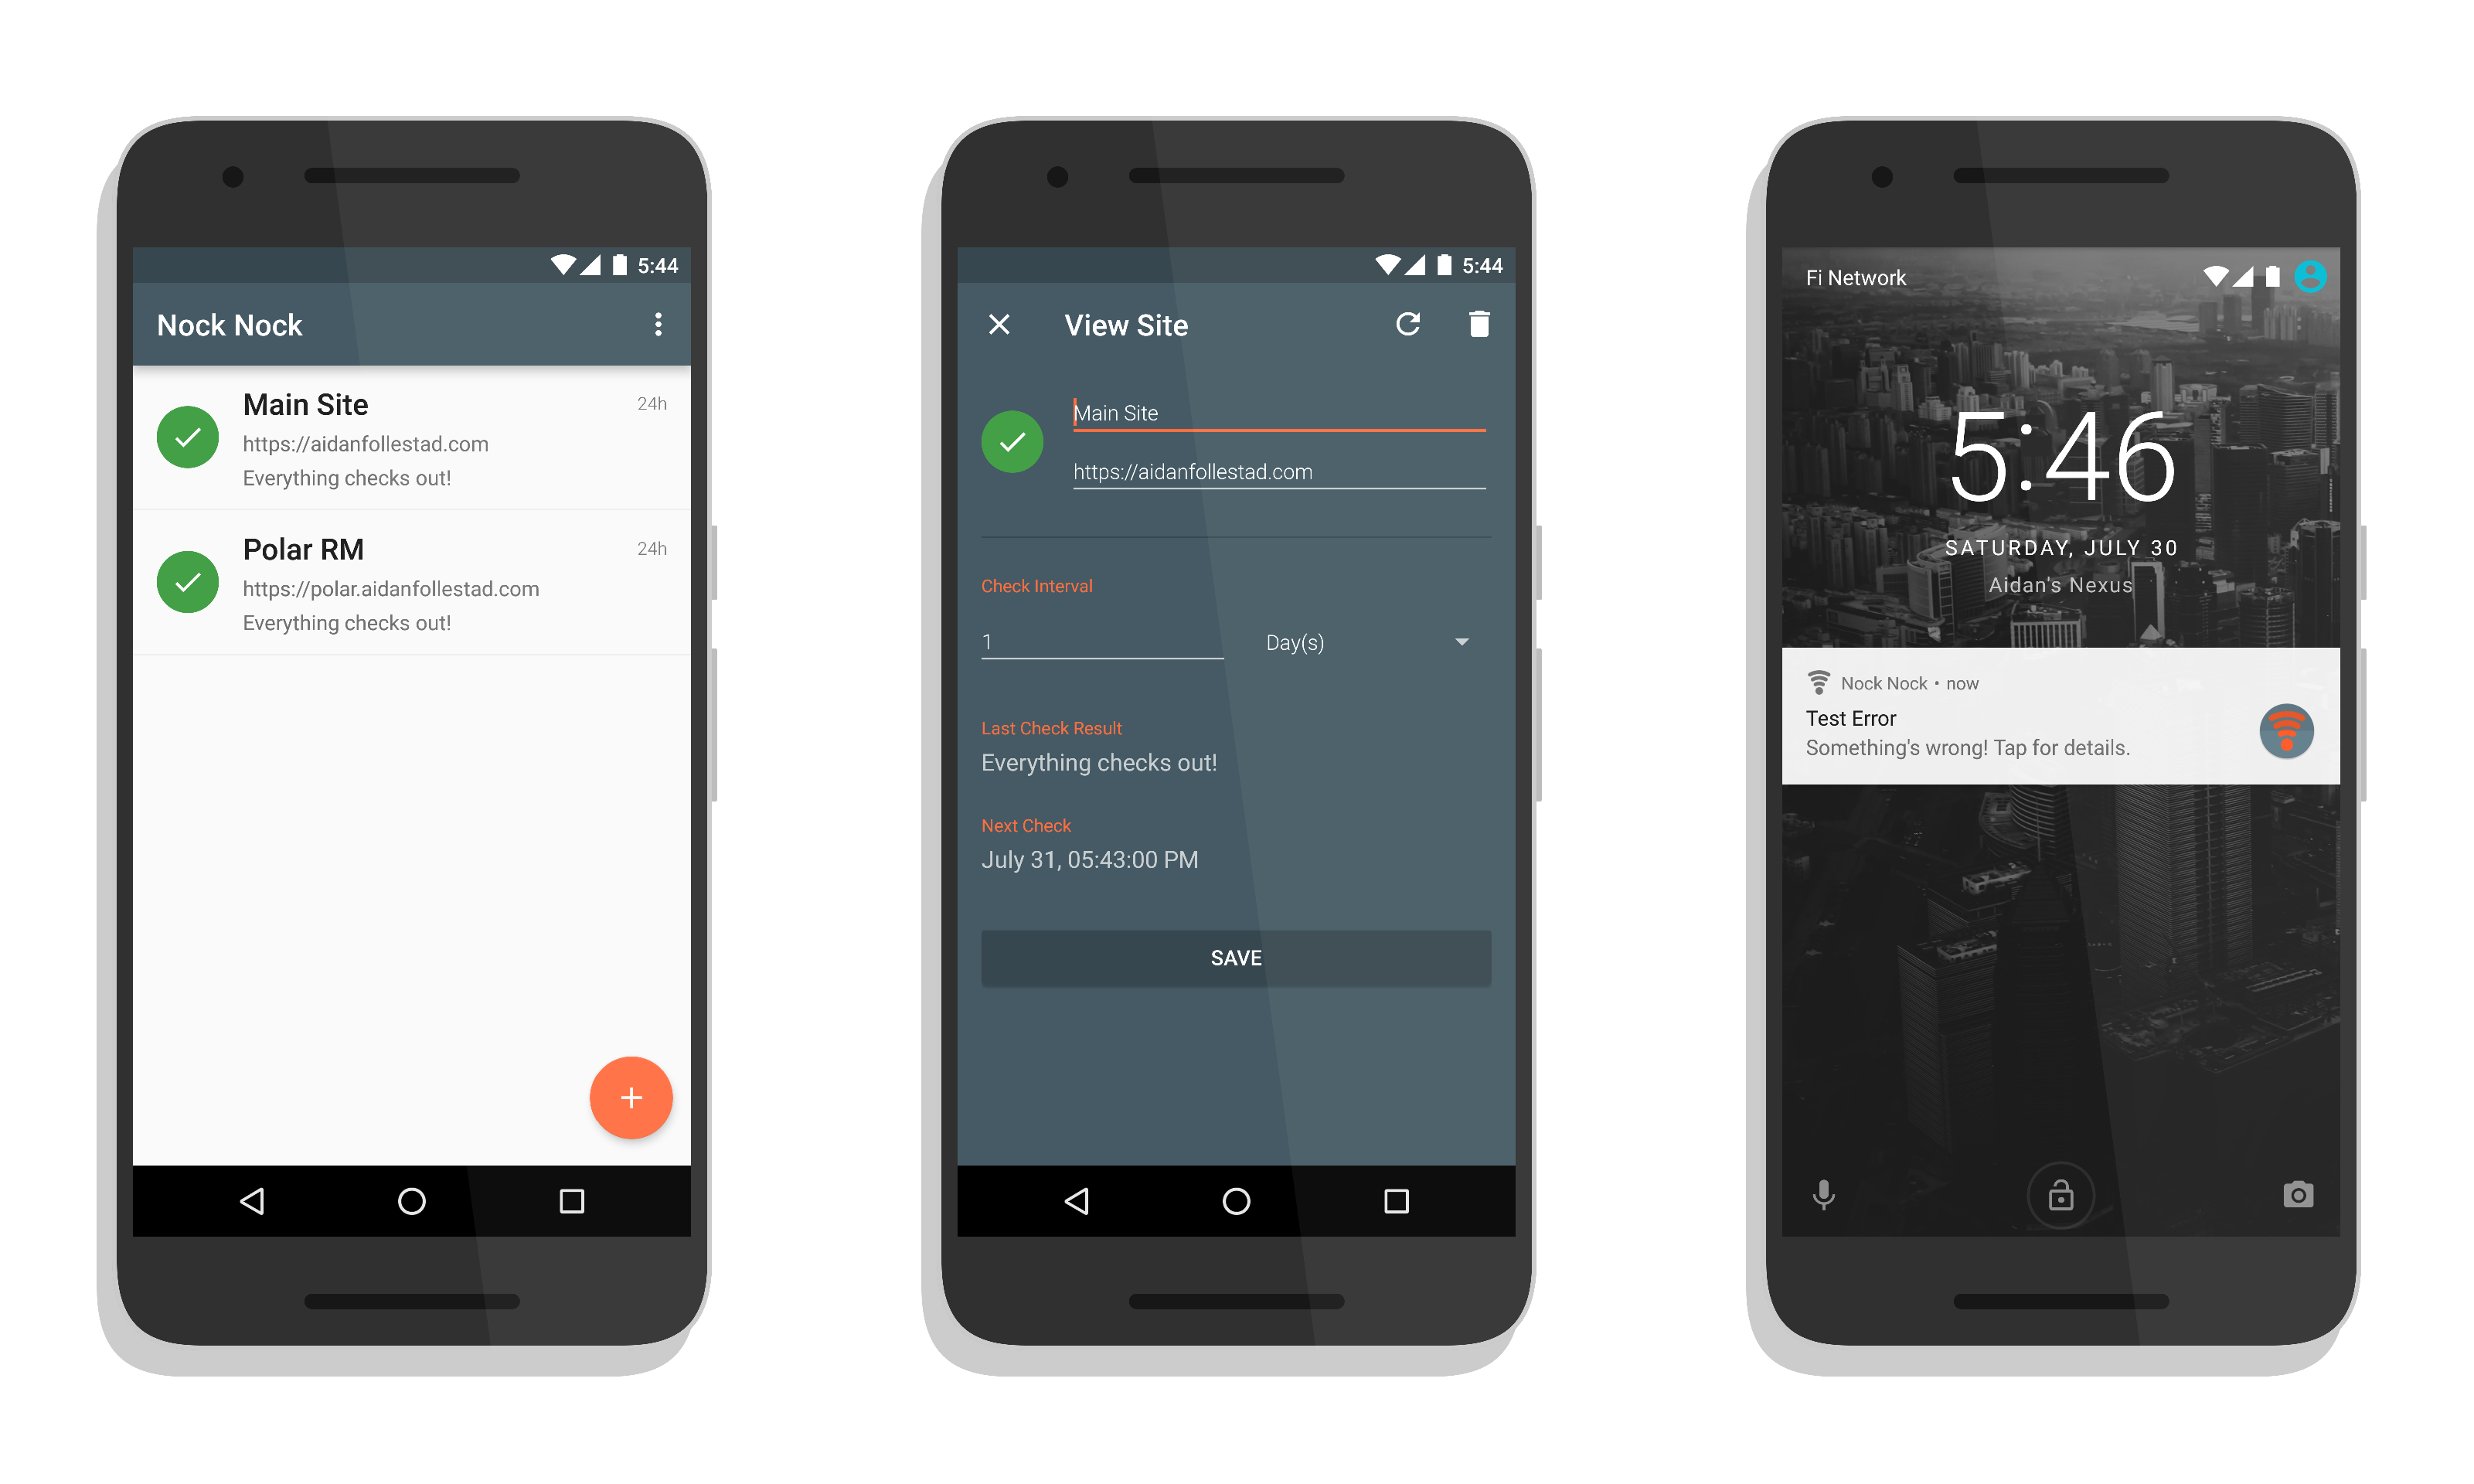 5:44
Nock Nock
Main Site
24h
https://aidanfollestad.com
Everything checks out!
Polar RM
24h
https://polar.aidanfollestad.com
Everything checks out!
5:44
View Site
Main Site
https://aidanfollestad.com
Check Interval
1
Day(s)
Last Check Result
Everything checks out!
Next Check
July 31, 05:43:00 PM
SAVE
Fi Network
5:46
SATURDAY, JULY 30
Aidan's Nexus
Nock Nock • now
Test Error
Something's wrong! Tap for details.